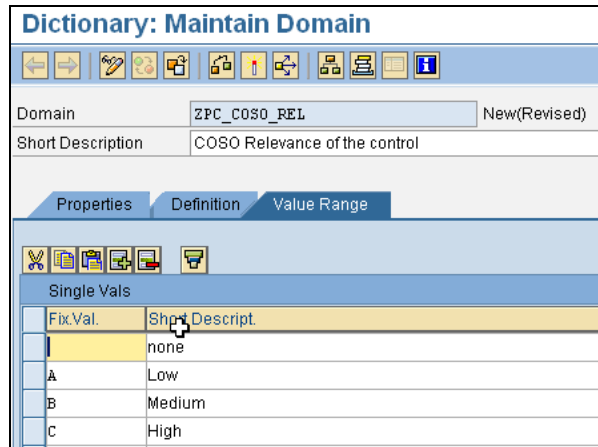 Dictionary: Maintain Domain
Domain ZPC_COSO_REL New(Revised)
Short Description COSO Relevance of the control
Properties Definition Value Range
Single Vals
Fix.Val. Short Descript.
none
A Low
B Medium
C High